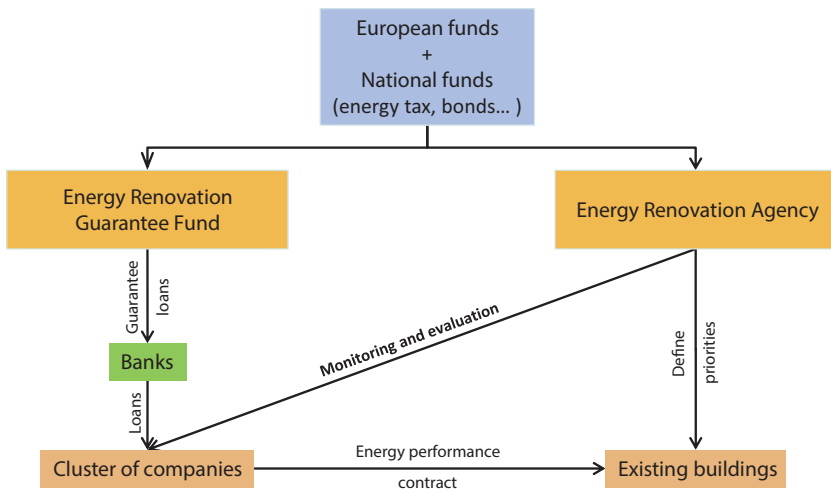 European funds
+
National funds
(energy tax, bonds... )
Energy Renovation
Guarantee Fund
Energy Renovation Agency
Guarantee
loans
Monitoring and evaluation
Define
priorities
Banks
Loans
Cluster of companies
Energy performance
contract
Existing buildings